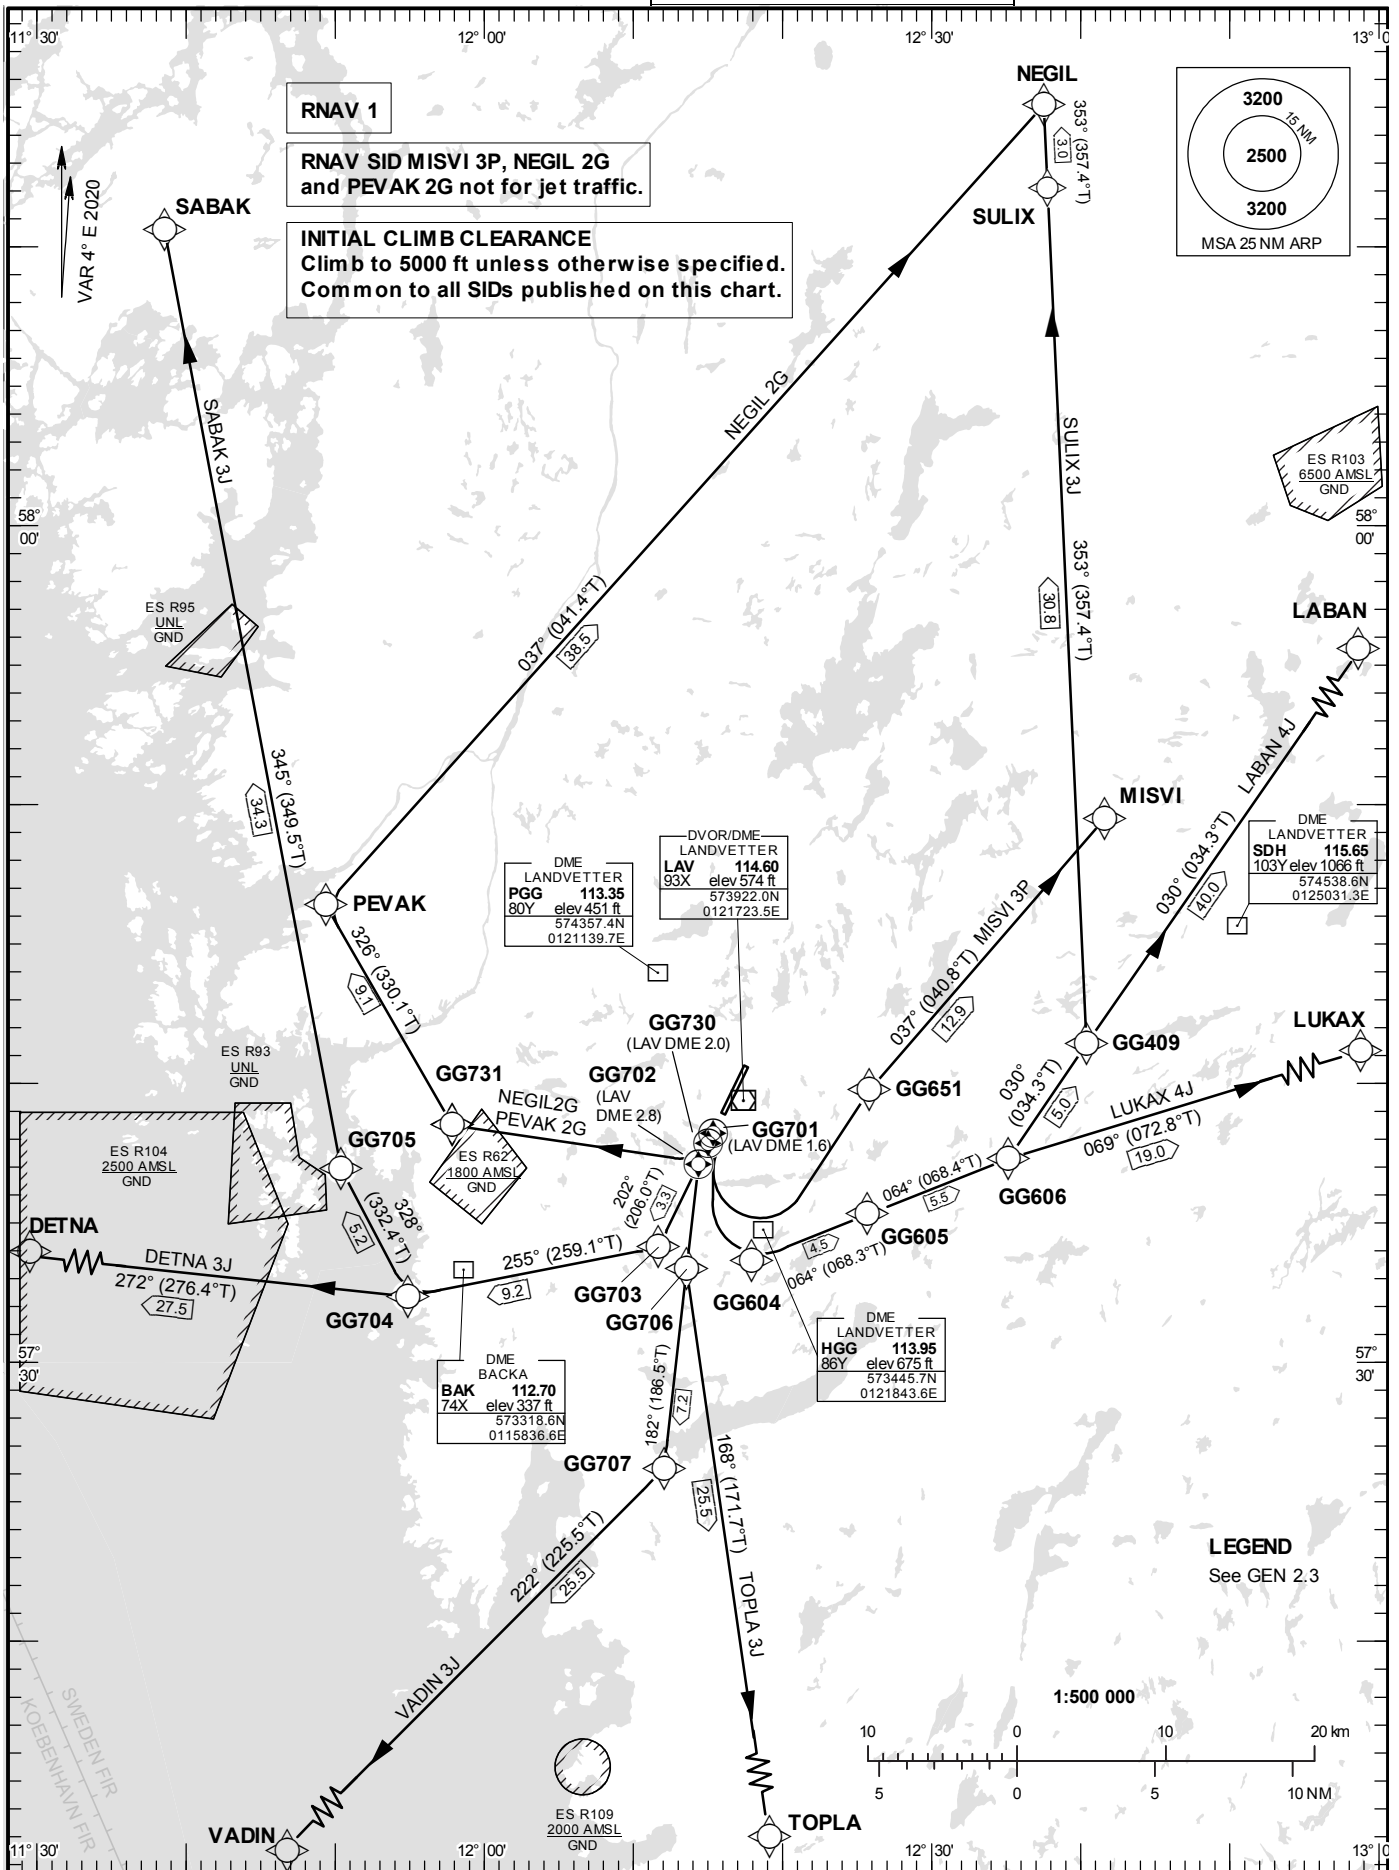 11° 30'
12° 00'
12° 30'
13° 0
NEGIL
RNAV 1
RNAV SID MISVI 3P, NEGIL 2G
and PEVAK 2G not for jet traffic.
INITIAL CLIMB CLEARANCE
Climb to 5000 ft unless otherwise specified.
Common to all SIDs published on this chart.
VAR 4° E 2020
SABAK
3200
15 NM
2500
3200
MSA 25 NM ARP
353° (357.4°T)
3.0
SULIX
SABAK 3J
NEGIL 2G
SULIX 3J
ES R103
6500 AMSL
GND
58°
00'
58°
00'
353° (357.4°T)
30.8
037° (041.4°T)
38.5
ES R95
UNL
GND
LABAN
LABAN 4J
345° (349.5°T)
34.3
MISVI
030° (034.3°T)
40.0
DME
LANDVETTER
SDH 115.65
103Y elev 1066 ft
574538.6N
0125031.3E
DVOR/DME
LANDVETTER
LAV 114.60
93X elev 574 ft
573922.0N
0121723.5E
DME
LANDVETTER
PGG 113.35
80Y elev 451 ft
574357.4N
0121139.7E
PEVAK
326° (330.1°T)
9.1
MISVI 3P
037° (040.8°T)
12.9
GG730
(LAV DME 2.0)
LUKAX
GG409
ES R93
UNL
GND
GG731
GG702
(LAV
DME 2.8)
GG651
NEGIL2G
PEVAK 2G
030°
(034.3°T)
5.0
LUKAX 4J
069° (072.8°T)
19.0
GG701
(LAV DME 1.6)
GG705
ES R104
2500 AMSL
GND
ES R62
1800 AMSL
GND
202°
(206.0°T)
3.3
064° (068.4°T)
5.5
GG606
GG605
DETNA
328°
(332.4°T)
5.2
DETNA 3J
272° (276.4°T)
27.5
255° (259.1°T)
9.2
4.5
064° (068.3°T)
GG703
GG604
GG704
GG706
DME
LANDVETTER
HGG 113.95
86Y elev 675 ft
573445.7N
0121843.6E
57°
30'
57°
30'
DME
BACKA
BAK 112.70
74X elev 337 ft
573318.6N
0115836.6E
182° (186.5°T)
7.2
GG707
168° (171.7°T)
25.5
TOPLA 3J
222° (225.5°T)
25.5
VADIN 3J
LEGEND
See GEN 2.3
SWEDEN FIR
KOEBENHAVN FIR
1:500 000
10 0 10 20 km
5 0 5 10 NM
ES R109
2000 AMSL
GND
VADIN
TOPLA
11° 30'
12° 00'
12° 30'
13° 0